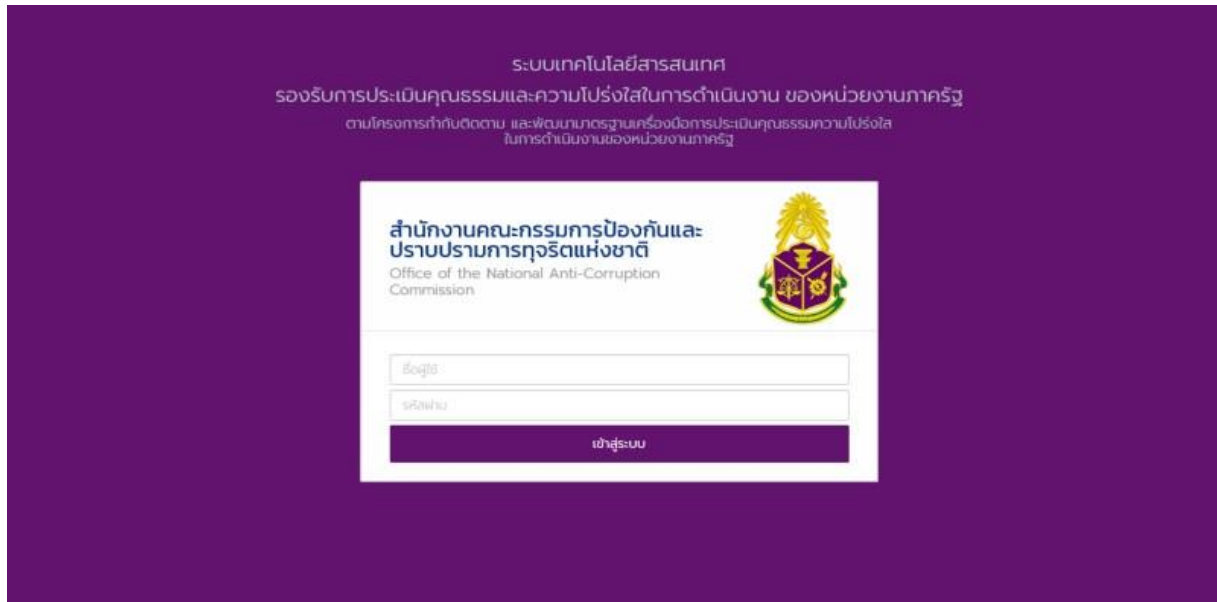 ระบบเทคโนโลยีสารสนเทศ
รองรับการประเมินคุณธรรมและความโปร่งใสในการดำเนินงาน ของหน่วยงานภาครัฐ
ตามโครงการกำกับติดตาม และพัฒนามาตรฐานเครื่องมือการประเมินคุณธรรมความโปร่งใส
ในการดำเนินงานของหน่วยงานภาครัฐ
สำนักงานคณะกรรมการป้องกันและ
ปราบปรามการทุจริตแห่งชาติ
Office of the National Anti-Corruption
Commission
ชื่อผู้ใช้
รหัสผ่าน
เข้าสู่ระบบ